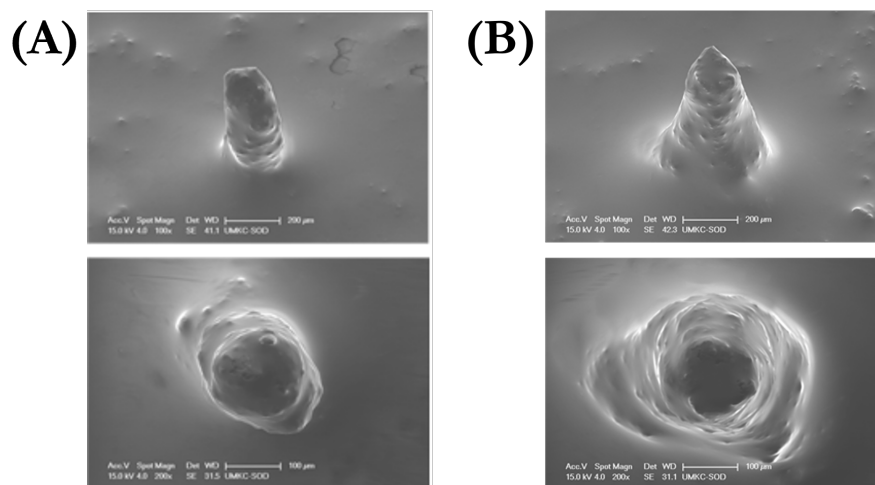 (A)
Acc.V Spot Magn Det WD 200 µm
15.0 kV 4.0 100x SE 41.1 UMKC-SOD
Acc.V Spot Magn Det WD 100 µm
15.0 kV 4.0 200x SE 31.5 UMKC-SOD
(B)
Acc.V Spot Magn Det WD 200 µm
15.0 kV 4.0 100x SE 42.3 UMKC-SOD
Acc.V Spot Magn Det WD 100 µm
15.0 kV 4.0 200x SE 31.1 UMKC-SOD